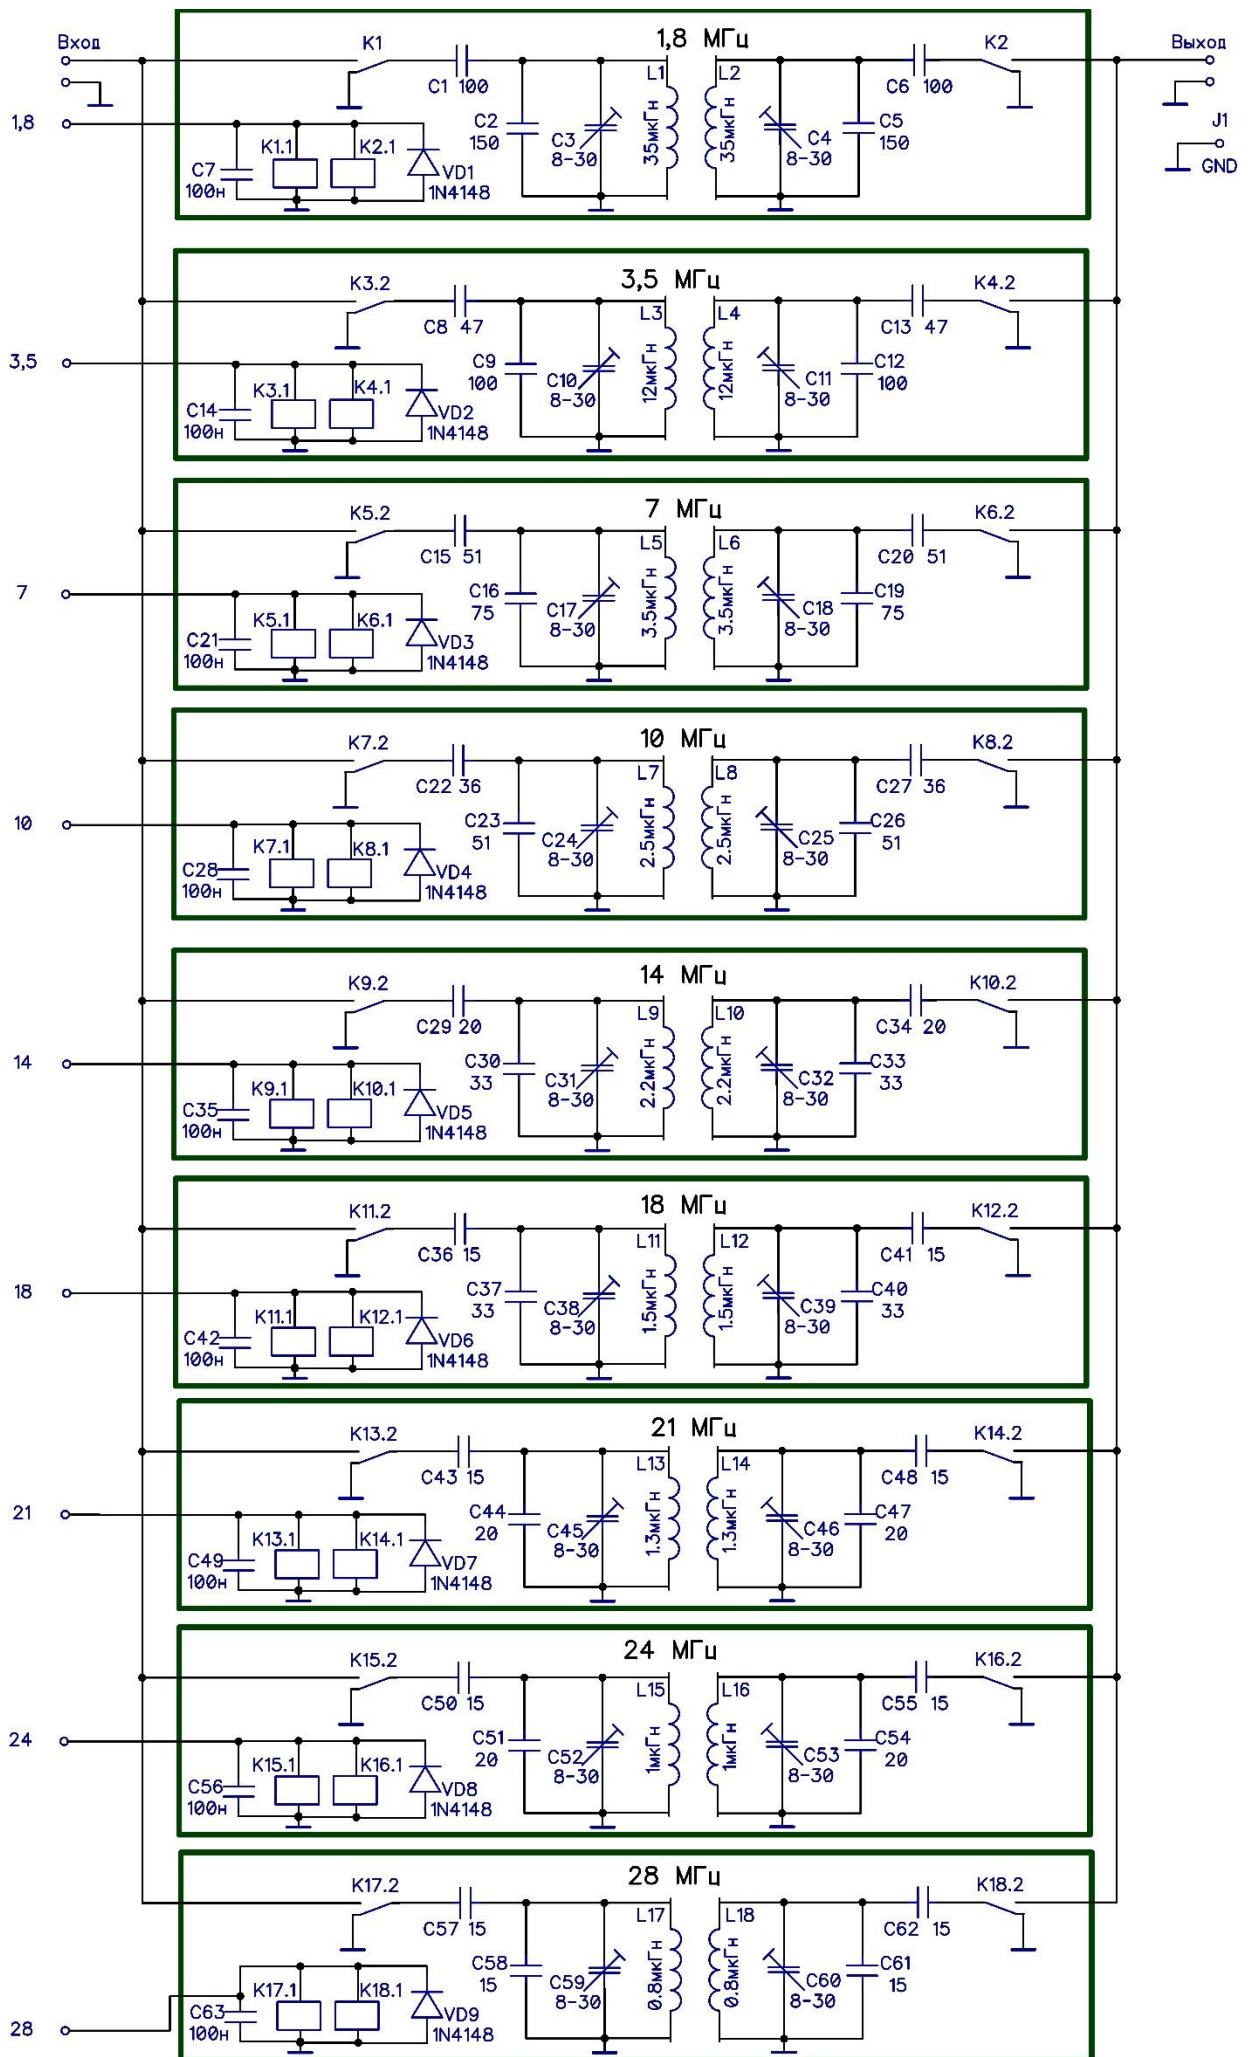 Вход
K1
1,8 МГц
K2
Выход
C1 100
L1
L2
C6 100
1,8
K1.1
K2.1
C2
150
C3
8-30
35мкГн
35мкГн
C4
8-30
C5
150
J1
GND
C7
100н
VD1
1N4148
3,5 МГц
K3.2
K4.2
C8 47
L3
L4
C13 47
3,5
K3.1
K4.1
C9
100
C10
8-30
12мкГн
12мкГн
C11
8-30
C12
100
C14
100н
VD2
1N4148
7 МГц
K5.2
K6.2
C15 51
L5
L6
C20 51
7
K5.1
K6.1
C16
75
C17
8-30
3.5мкГн
3.5мкГн
C18
8-30
C19
75
C21
100н
VD3
1N4148
10 МГц
K7.2
K8.2
C22 36
L7
L8
C27 36
10
K7.1
K8.1
C23
51
C24
8-30
2.5мкГн
2.5мкГн
C25
8-30
C26
51
C28
100н
VD4
1N4148
14 МГц
K9.2
K10.2
C29 20
L9
L10
C34 20
14
K9.1
K10.1
C30
33
C31
8-30
2.2мкГн
2.2мкГн
C32
8-30
C33
33
C35
100н
VD5
1N4148
18 МГц
K11.2
K12.2
C36 15
L11
L12
C41 15
18
K11.1
K12.1
C37
33
C38
8-30
1.5мкГн
1.5мкГн
C39
8-30
C40
33
C42
100н
VD6
1N4148
21 МГц
K13.2
K14.2
C43 15
L13
L14
C48 15
21
K13.1
K14.1
C44
20
C45
8-30
1.3мкГн
1.3мкГн
C46
8-30
C47
20
C49
100н
VD7
1N4148
24 МГц
K15.2
K16.2
C50 15
L15
L16
C55 15
24
K15.1
K16.1
C51
20
C52
8-30
1мкГн
1мкГн
C53
8-30
C54
20
C56
100н
VD8
1N4148
28 МГц
K17.2
K18.2
C57 15
L17
L18
C62 15
K17.1
K18.1
C58
15
C59
8-30
0.8мкГн
0.8мкГн
C60
8-30
C61
15
28
C63
100н
VD9
1N4148